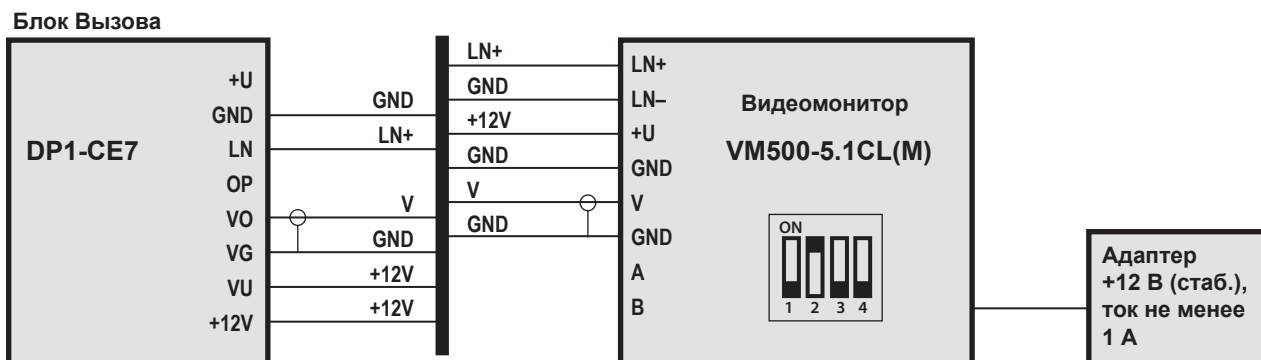 Блок Вызова
DP1-CE7
+U
GND
LN
OP
VO
VG
VU
+12V
GND
LN+
V
GND
+12V
+12V
LN+
GND
+12V
GND
V
GND
LN+
LN–
+U
GND
V
GND
A
B
Видеомонитор
VM500-5.1CL(M)
ON
1 2 3 4
Адаптер
+12 В (стаб.),
ток не менее
1 А